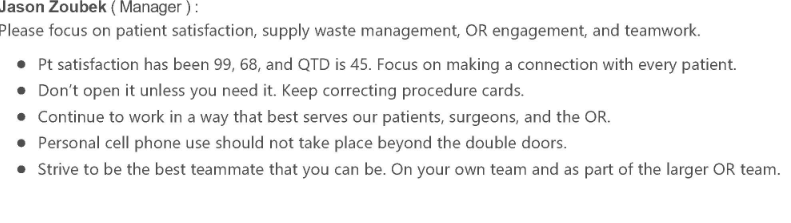 Jason Zoubek ( Manager ) :
Please focus on patient satisfaction, supply waste management, OR engagement, and teamwork.
• Pt satisfaction has been 99, 68, and QTD is 45. Focus on making a connection with every patient.
• Don't open it unless you need it. Keep correcting procedure cards.
• Continue to work in a way that best serves our patients, surgeons, and the OR.
• Personal cell phone use should not take place beyond the double doors.
• Strive to be the best teammate that you can be. On your own team and as part of the larger OR team.